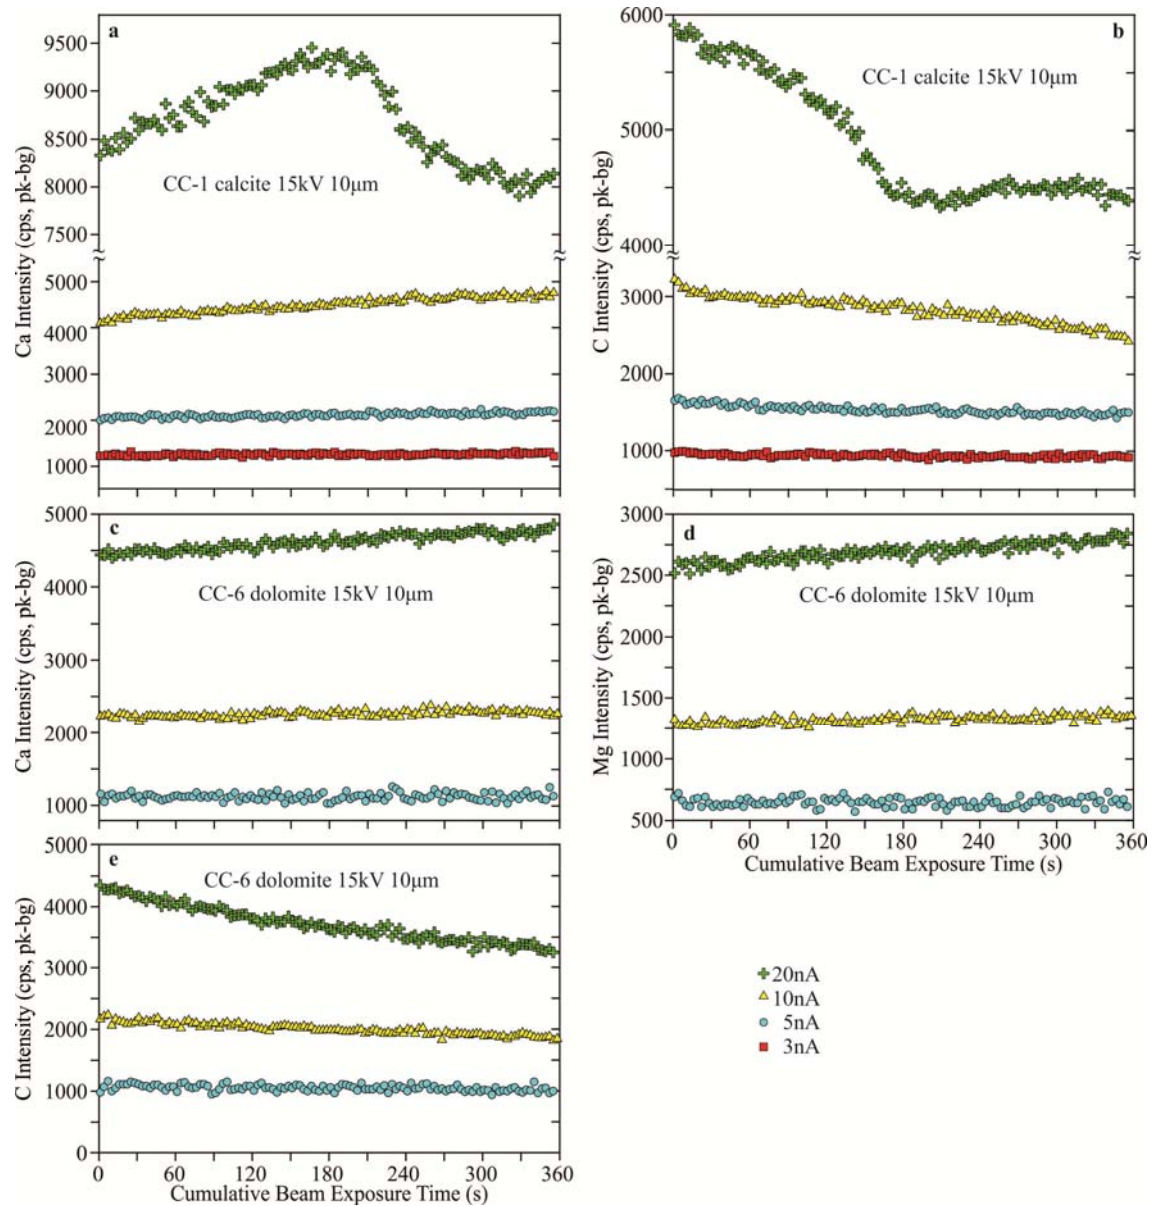 a
9500
9000
8500
8000
7500
5000
4000
3000
2000
1000
Ca Intensity (cps, pk-bg)
CC-1 calcite 15kV 10μm
≈
≈
b
6000
5000
4000
3000
2000
1000
C Intensity (cps, pk-bg)
CC-1 calcite 15kV 10μm
≈
≈
c
5000
4000
3000
2000
1000
Ca Intensity (cps, pk-bg)
CC-6 dolomite 15kV 10μm
d
3000
2500
2000
1500
1000
500
Mg Intensity (cps, pk-bg)
CC-6 dolomite 15kV 10μm
0 60 120 180 240 300 360
Cumulative Beam Exposure Time (s)
e
5000
4000
3000
2000
1000
0
C Intensity (cps, pk-bg)
CC-6 dolomite 15kV 10μm
0 60 120 180 240 300 360
Cumulative Beam Exposure Time (s)
20nA
10nA
5nA
3nA